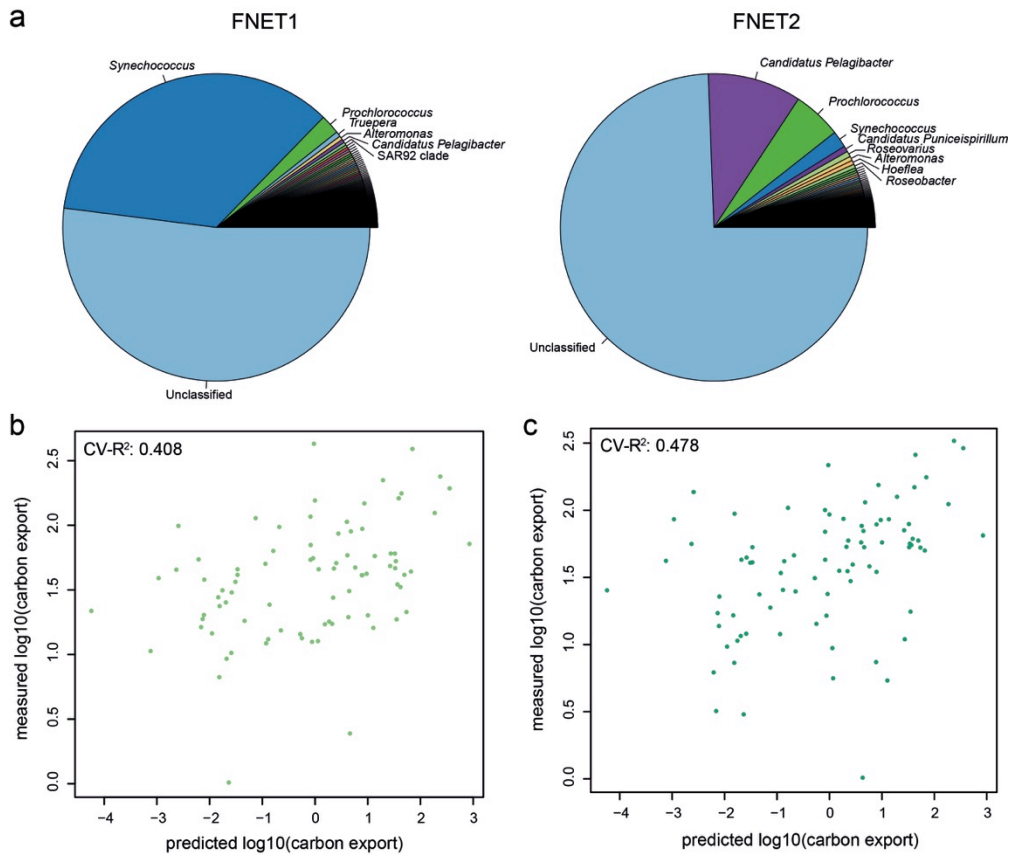 a
FNET1
FNET2
Synechococcus
Prochlorococcus
Truepera
Alteromonas
Candidatus Pelagibacter
SAR92 clade
Unclassified
Candidatus Pelagibacter
Prochlorococcus
Synechococcus
Candidatus Puniceispirillum
Roseovarius
Alteromonas
Hoeflea
Roseobacter
Unclassified
b
CV-R²: 0.408
measured log10(carbon export)
2.5
2.0
1.5
1.0
0.5
0.0
−4 −3 −2 −1 0 1 2 3
predicted log10(carbon export)
c
CV-R²: 0.478
measured log10(carbon export)
2.5
2.0
1.5
1.0
0.5
0.0
−4 −3 −2 −1 0 1 2 3
predicted log10(carbon export)